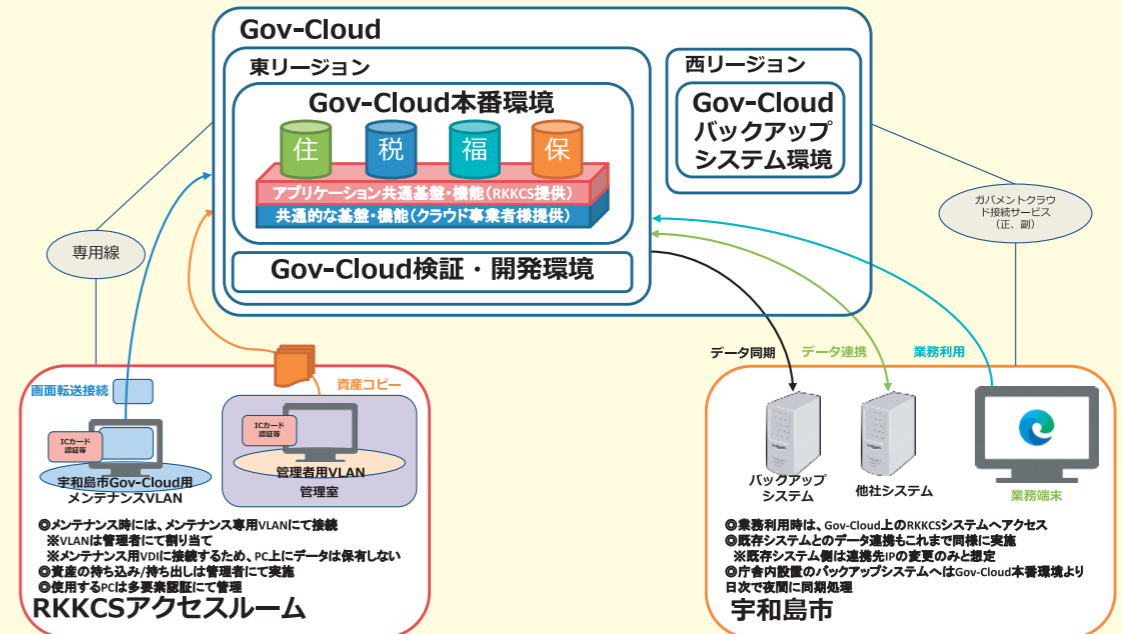 Gov-Cloud
東リージョン
Gov-Cloud本番環境
住
税
福
保
アプリケーション共通基盤・機能(RKKCS提供)
共通的な基盤・機能(クラウド事業者様提供)
Gov-Cloud検証・開発環境
西リージョン
Gov-Cloud
バックアップ
システム環境
専用線
ガバメントクラウ
ド接続サービス
(正、副)
データ同期
データ連携
業務利用
画面転送接続
資産コピー
ICカード
認証等
宇和島市Gov-Cloud用
メンテナンスVLAN
ICカード
認証等
管理者用VLAN
管理室
◎メンテナンス時には、メンテナンス専用VLANにて接続
※VLANは管理者にて割り当て
※メンテナンス用VDIに接続するため、PC上にデータは保有しない
◎資産の持ち込み/持ち出しは管理者にて実施
◎使用するPCは多要素認証にて管理
RKKCSアクセスルーム
バックアップ
システム
他社システム
業務端末
◎業務利用時は、Gov-Cloud上のRKKCSシステムへアクセス
◎既存システムとのデータ連携もこれまで同様に実施
※既存システム側は連携先IPの変更のみと想定
◎庁舎内設置のバックアップシステムへはGov-Cloud本番環境より
日次で夜間に同期処理
宇和島市